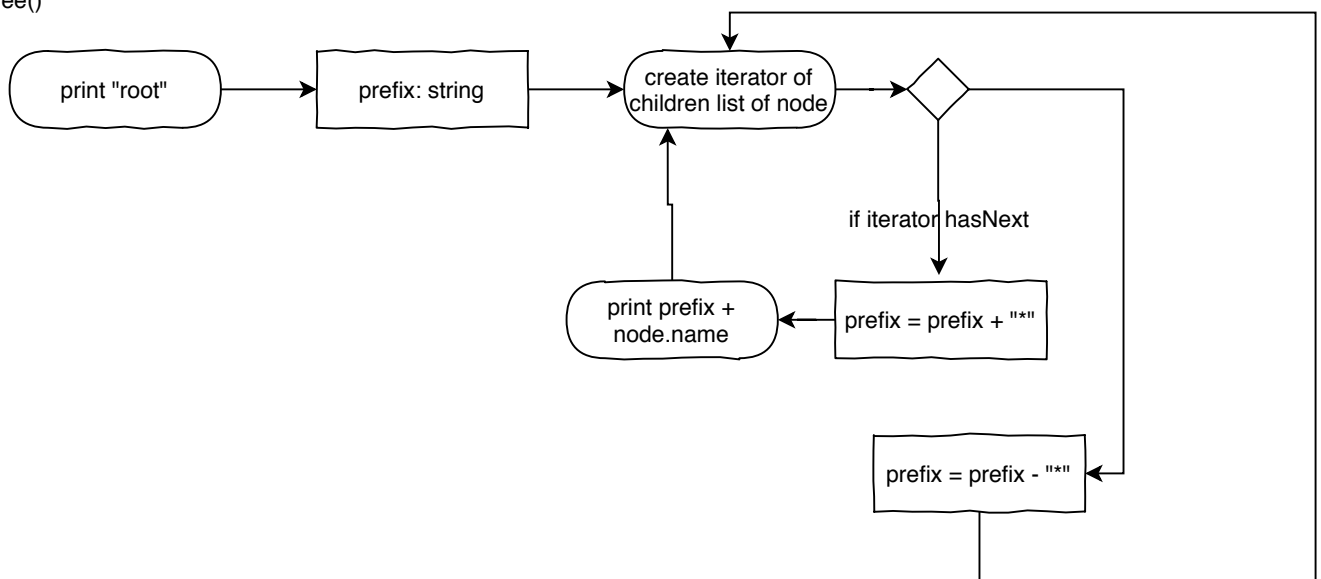 ee()
print "root"
prefix: string
create iterator of
children list of node
if iterator hasNext
print prefix +
node.name
prefix = prefix + "*"
prefix = prefix - "*"